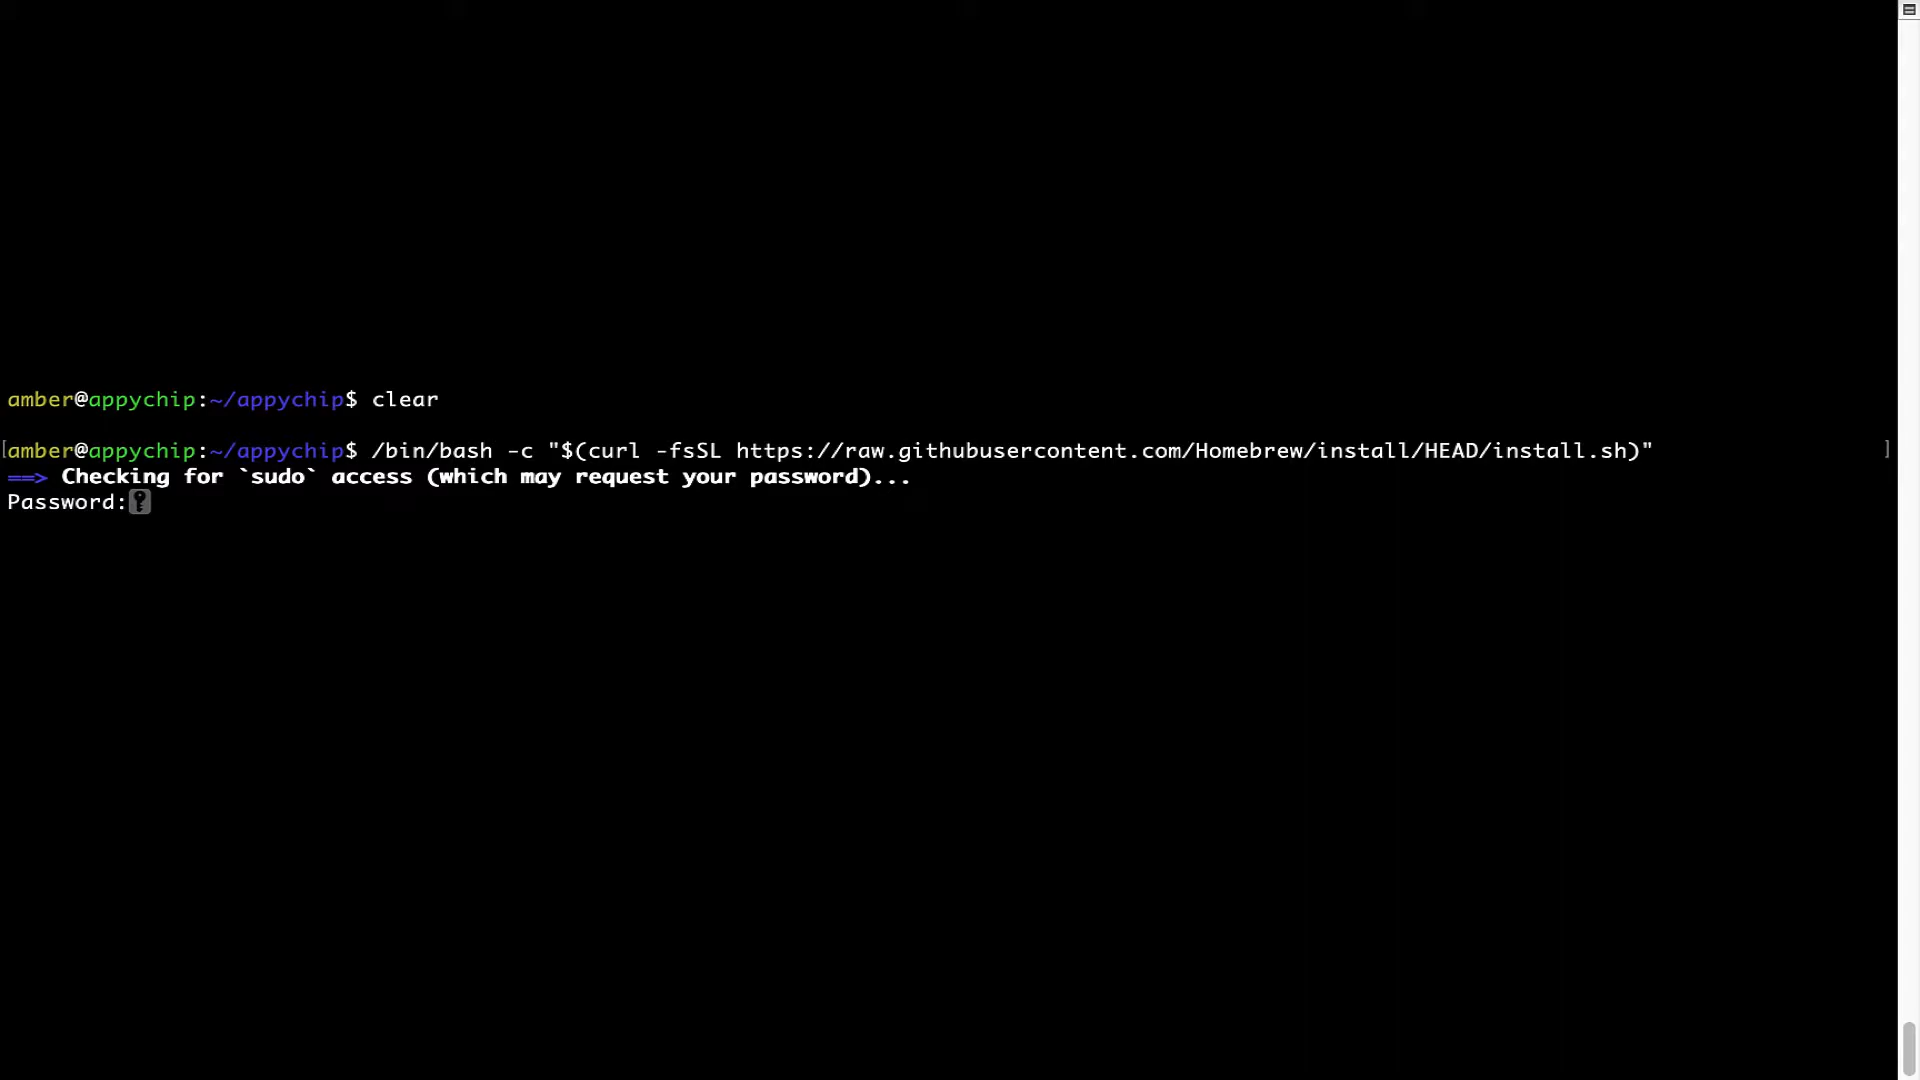 amber@appychip:~/appychip$ clear
[amber@appychip:~/appychip$ /bin/bash -c "$(curl -fsSL https://raw.githubusercontent.com/Homebrew/install/HEAD/install.sh)" ]
==> Checking for `sudo` access (which may request your password)...
Password: